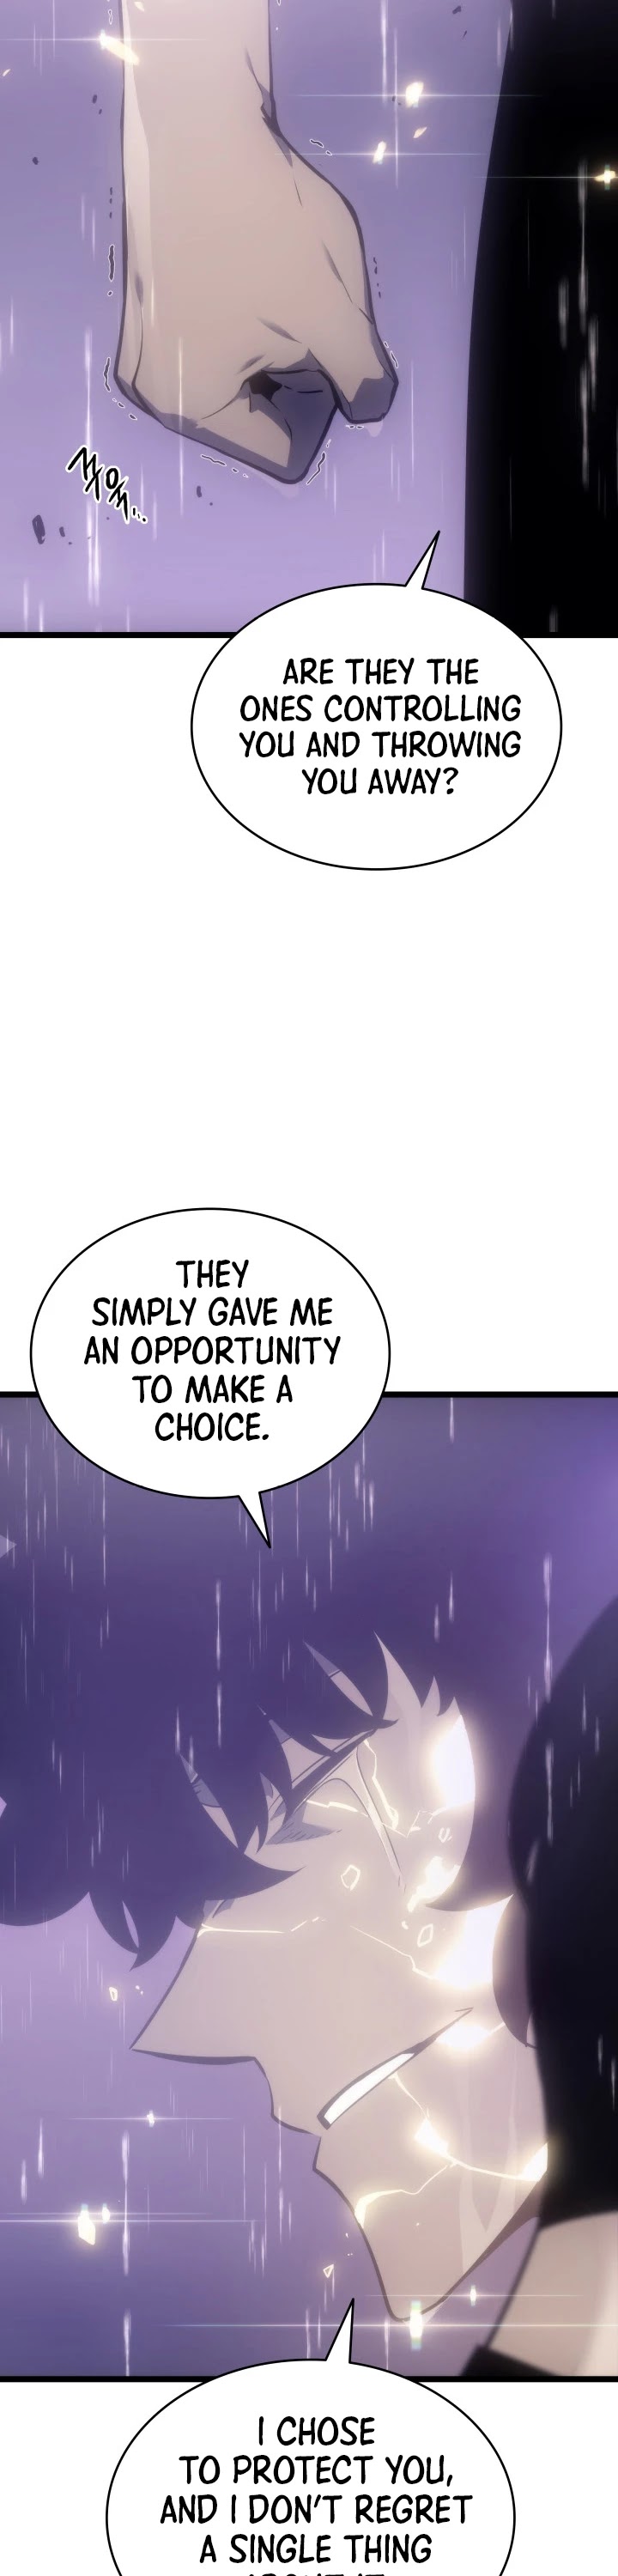 ARE THEY THE
ONES CONTROLLING
YOU AND THROWING
YOU AWAY?
THEY
SIMPLY GAVE ME
AN OPPORTUNITY
TO MAKE A
CHOICE.
I CHOSE
TO PROTECT YOU,
AND I DON'T REGRET
A SINGLE THING